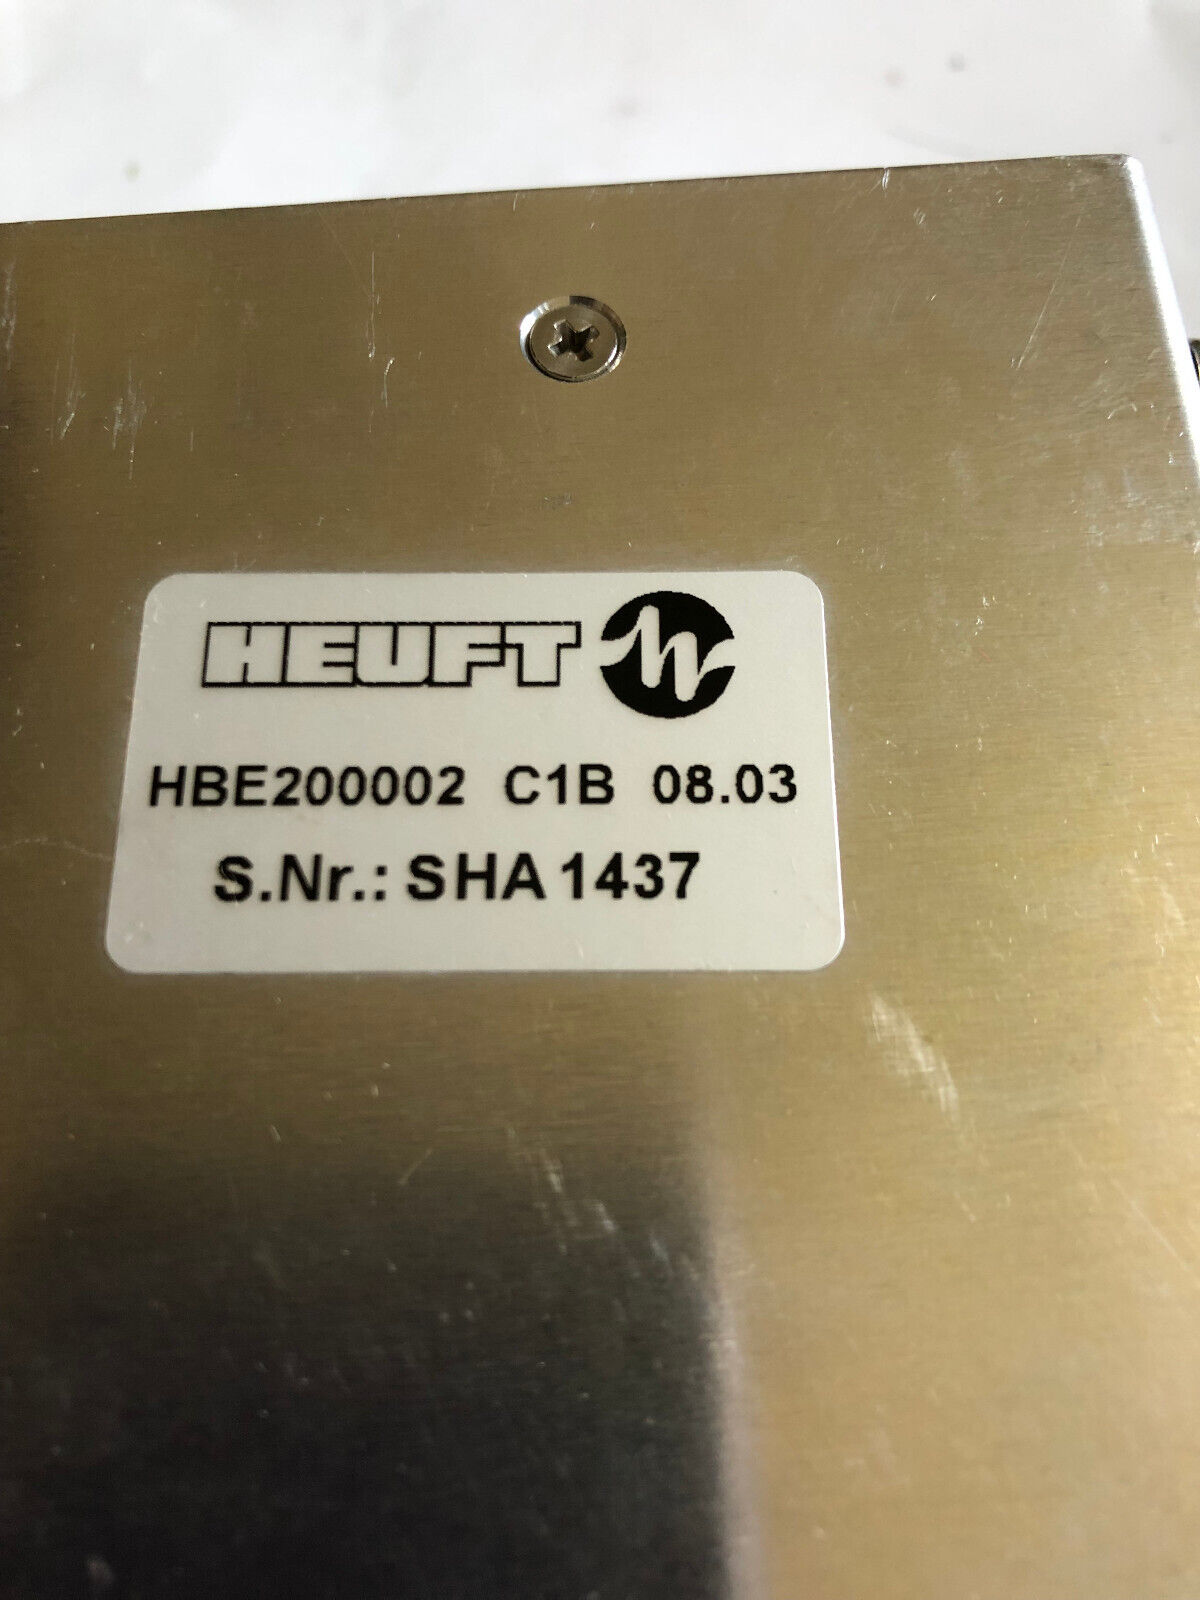 HEUFT
HBE200002 C1B 08.03
S.Nr.: SHA 1437